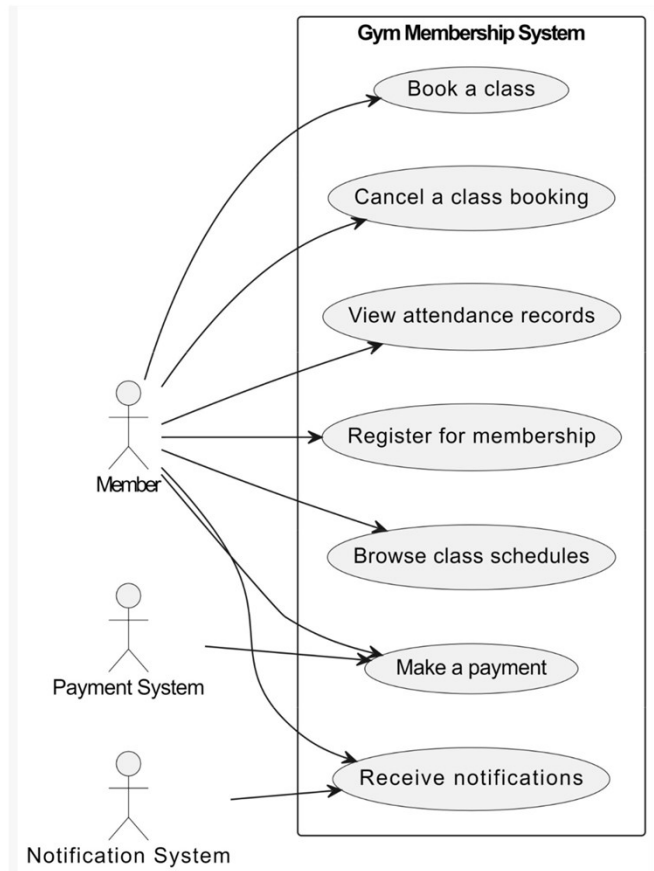 Gym Membership System
Book a class
Cancel a class booking
View attendance records
Register for membership
Member
Browse class schedules
Make a payment
Payment System
Receive notifications
Notification System